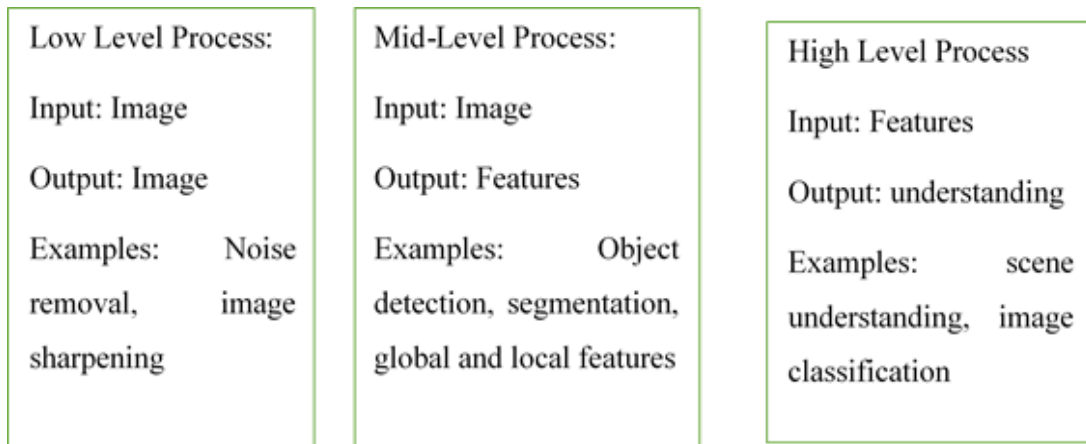 Low Level Process:
Input: Image
Output: Image
Examples: Noise
removal, image
sharpening
Mid-Level Process:
Input: Image
Output: Features
Examples: Object
detection, segmentation,
global and local features
High Level Process
Input: Features
Output: understanding
Examples: scene
understanding, image
classification